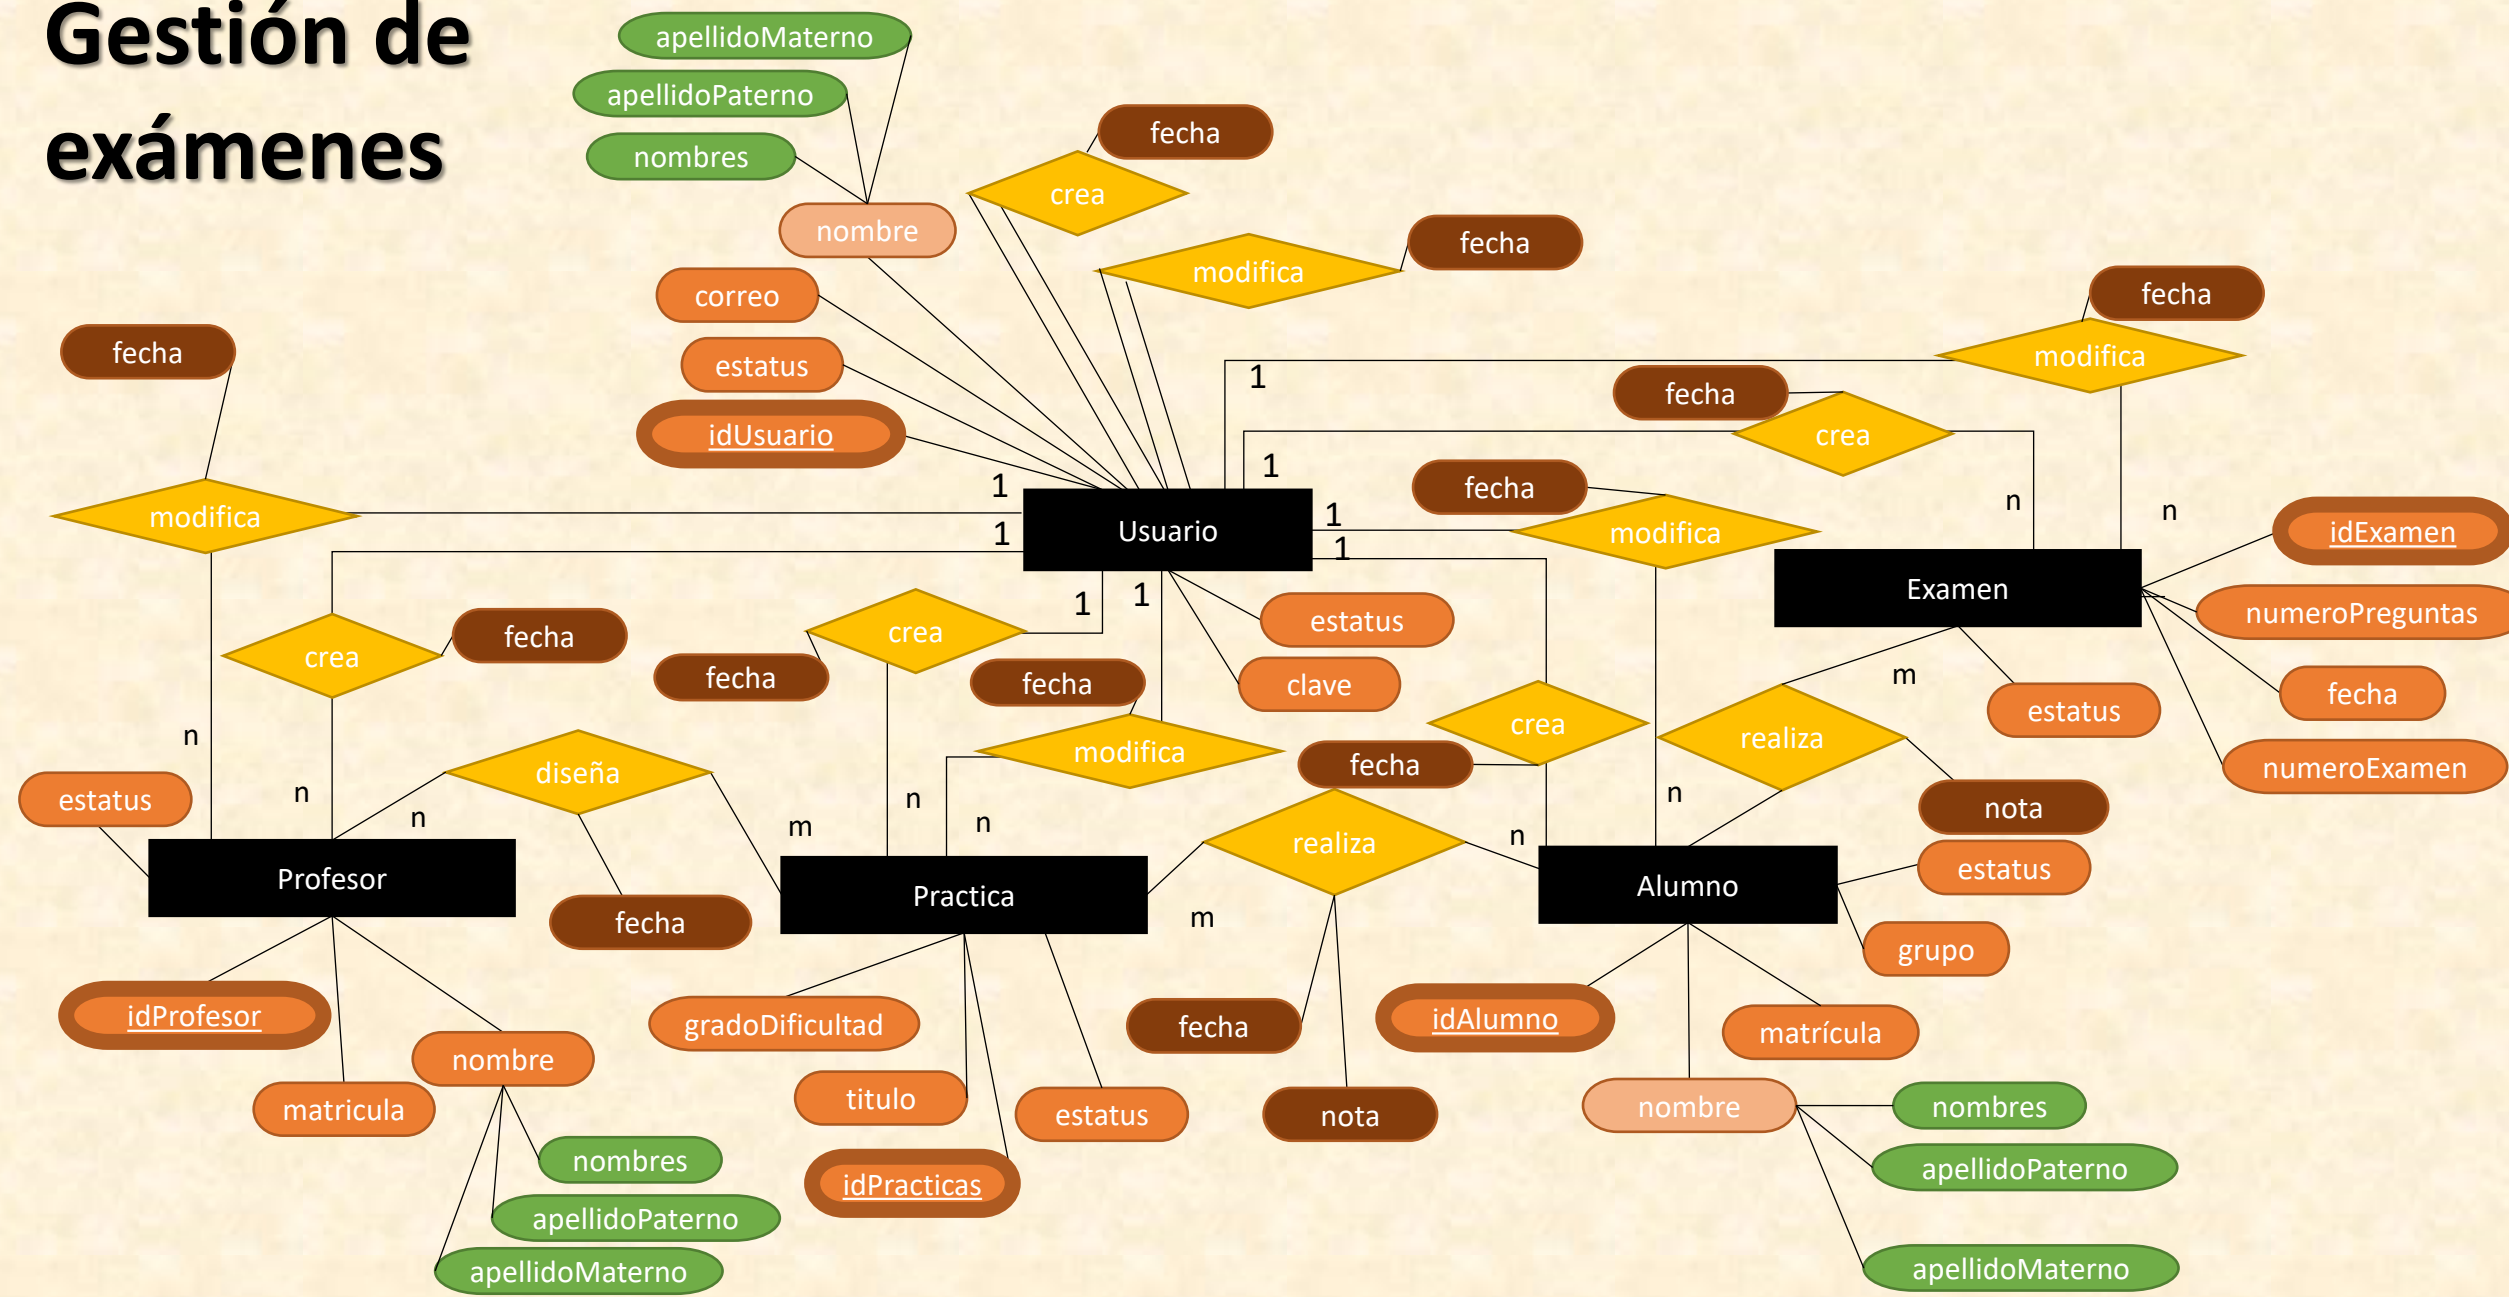 Gestión de
exámenes
apellidoMaterno
apellidoPaterno
nombres
nombre
correo
estatus
idUsuario
fecha
crea
fecha
modifica
fecha
modifica
1
fecha
crea
1
n
n
fecha
modifica
1
1
n
fecha
modifica
1
n
1
crea
fecha
n
Usuario
1
crea
fecha
n
1
fecha
modifica
n
estatus
clave
crea
fecha
n
Examen
idExamen
numeroPreguntas
fecha
numeroExamen
estatus
m
realiza
nota
estatus
diseña
n
m
fecha
Profesor
idProfesor
matricula
nombre
nombres
apellidoPaterno
apellidoMaterno
Practica
gradoDificultad
titulo
idPracticas
estatus
realiza
m
fecha
nota
Alumno
estatus
grupo
idAlumno
matrícula
nombre
nombres
apellidoPaterno
apellidoMaterno